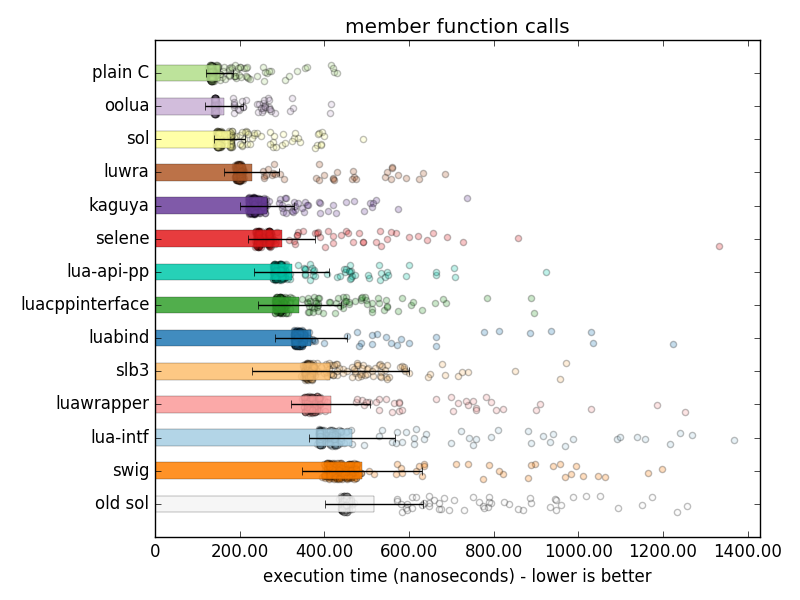 member function calls
plain C
oolua
sol
luwra
kaguya
selene
lua-api-pp
luacppinterface
luabind
slb3
luawrapper
lua-intf
swig
old sol
0 200.00 400.00 600.00 800.00 1000.00 1200.00 1400.00
execution time (nanoseconds) - lower is better